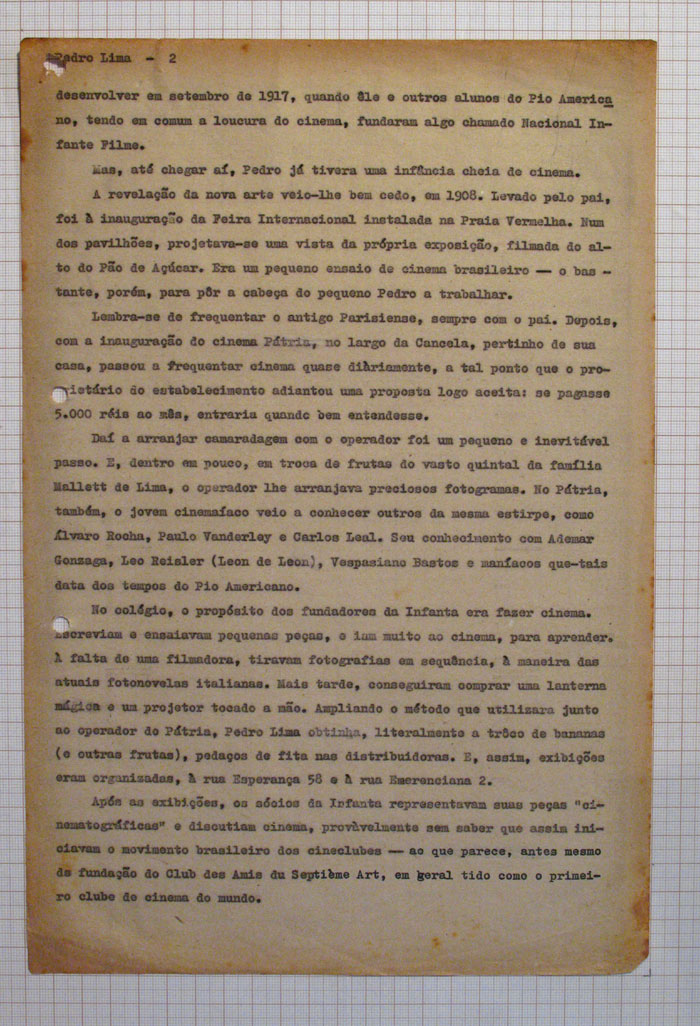 Pedro Lima - 2
desenvolver em setembro de 1917, quando êle e outros alunos do Pio America
no, tendo em comum a loucura do cinema, fundaram algo chamado Nacional In-
fante Filme.
Mas, até chegar aí, Pedro já tivera uma infância cheia de cinema.
A revelação da nova arte veio-lhe bem cedo, em 1908. Levado pelo pai,
foi à inauguração da Feira Internacional instalada na Praia Vermelha. Num
dos pavilhões, projetava-se uma vista da própria exposição, filmada do al-
to do Pão de Açúcar. Era um pequeno ensaio de cinema brasileiro — o bas -
tante, porém, para pôr a cabeça do pequeno Pedro a trabalhar.
Lembra-se de frequentar o antigo Parisiense, sempre com o pai. Depois,
com a inauguração do cinema Pátria, no largo da Cancela, pertinho de sua
casa, passou a frequentar cinema quase diàriamente, a tal ponto que o pro-
prietário do estabelecimento adiantou uma proposta logo aceita: se pagasse
5.000 réis ao mês, entraria quando bem entendesse.
Daí a arranjar camaradagem com o operador foi um pequeno e inevitável
passo. E, dentro em pouco, em troca de frutas do vasto quintal da família
Mallett de Lima, o operador lhe arranjava preciosos fotogramas. No Pátria,
também, o jovem cinemaíaco veio a conhecer outros da mesma estirpe, como
Álvaro Rocha, Paulo Vanderley e Carlos Leal. Seu conhecimento com Ademar
Gonzaga, Leo Reisler (Leon de Leon), Vespasiano Bastos e maníacos que-tais
data dos tempos do Pio Americano.
No colégio, o propósito dos fundadores da Infanta era fazer cinema.
Escreviam e ensaiavam pequenas peças, e iam muito ao cinema, para aprender.
À falta de uma filmadora, tiravam fotografias em sequência, à maneira das
atuais fotonovelas italianas. Mais tarde, conseguiram comprar uma lanterna
mágica e um projetor tocado a mão. Ampliando o método que utilizara junto
ao operador do Pátria, Pedro Lima obtinha, literalmente a trôco de bananas
(e outras frutas), pedaços de fita nas distribuidoras. E, assim, exibições
eram organizadas, à rua Esperança 58 e à rua Emerenciana 2.
Após as exibições, os sócios da Infanta representavam suas peças "ci-
nematográficas" e discutiam cinema, provàvelmente sem saber que assim ini-
ciavam o movimento brasileiro dos cineclubes — ao que parece, antes mesmo
da fundação do Club des Amis du Septième Art, em geral tido como o primei-
ro clube de cinema do mundo.